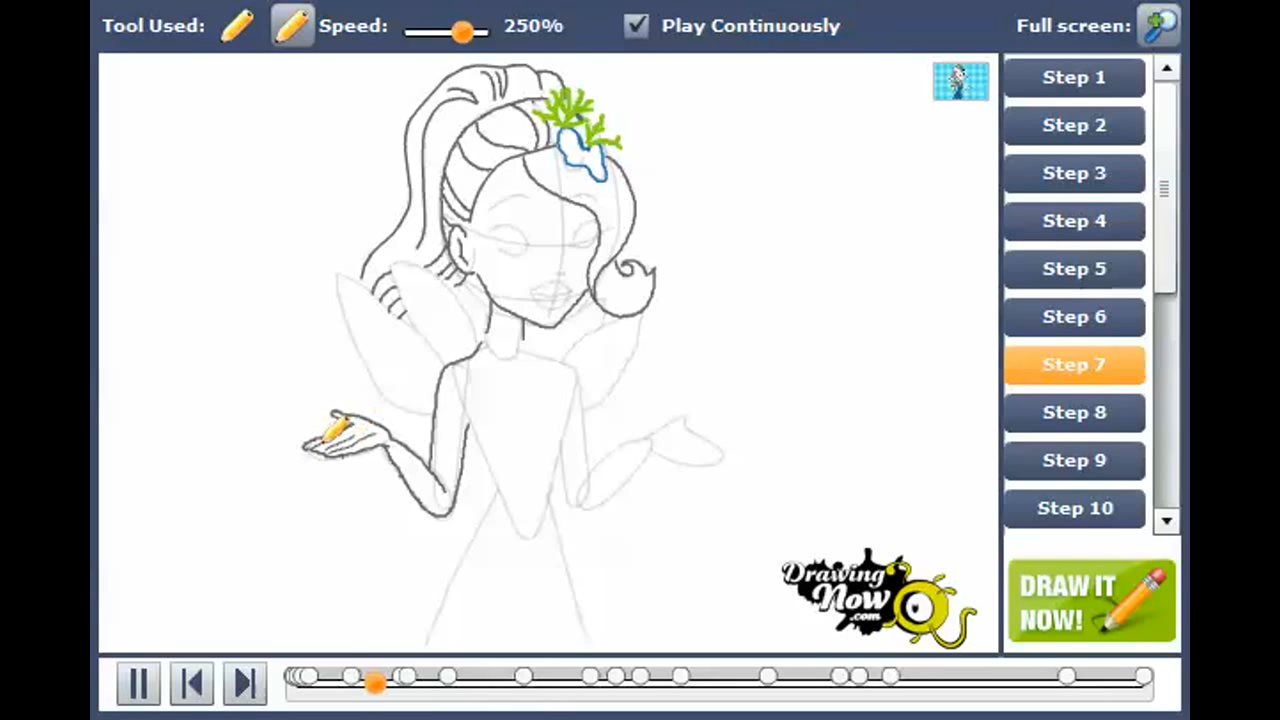 Tool Used: Speed: 250% Play Continuously Full screen:
Step 1
Step 2
Step 3
Step 4
Step 5
Step 6
Step 7
Step 8
Step 9
Step 10
Drawing
Now
.com
DRAW IT
NOW!